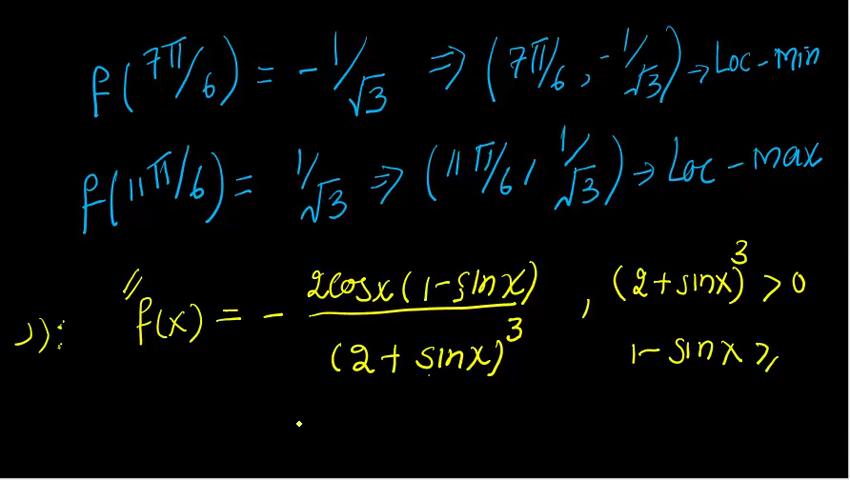 f(7π/6) = -1/√3 ⇒ (7π/6, -1/√3) → Loc-min
f(11π/6) = 1/√3 ⇒ (11π/6, 1/√3) → Loc-max
f''(x) = - 2cosx(1-sinx) / (2+sinx)^3 , (2+sinx)^3 > 0
1-sinx ⩾